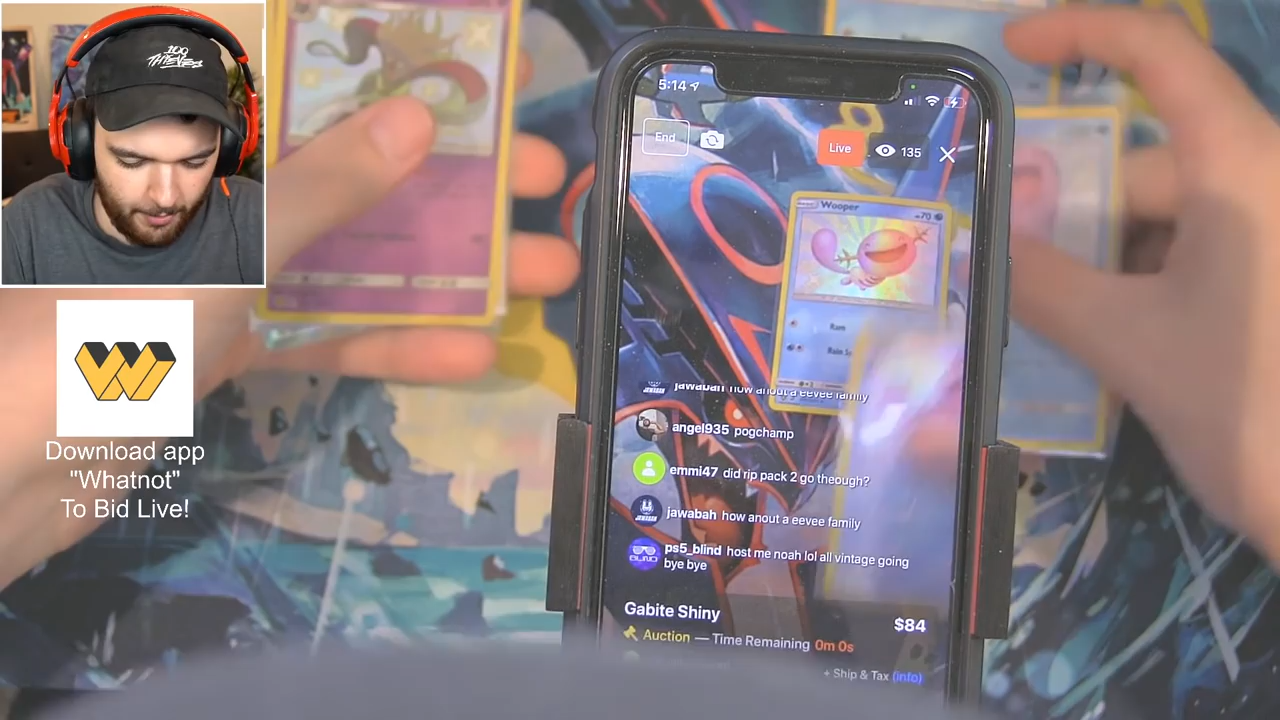 100
THIEVES
Download app
"Whatnot"
To Bid Live!
5:14
End
Live
135
Wooper
70
Rain
jawabah how anout a eevee family
angel935 pogchamp
emmi47 did rip pack 2 go theough?
jawabah how anout a eevee family
ps5_blind host me noah lol all vintage going
bye bye
Gabite Shiny
$84
Auction — Time Remaining 0m 0s
+ Ship & Tax (info)